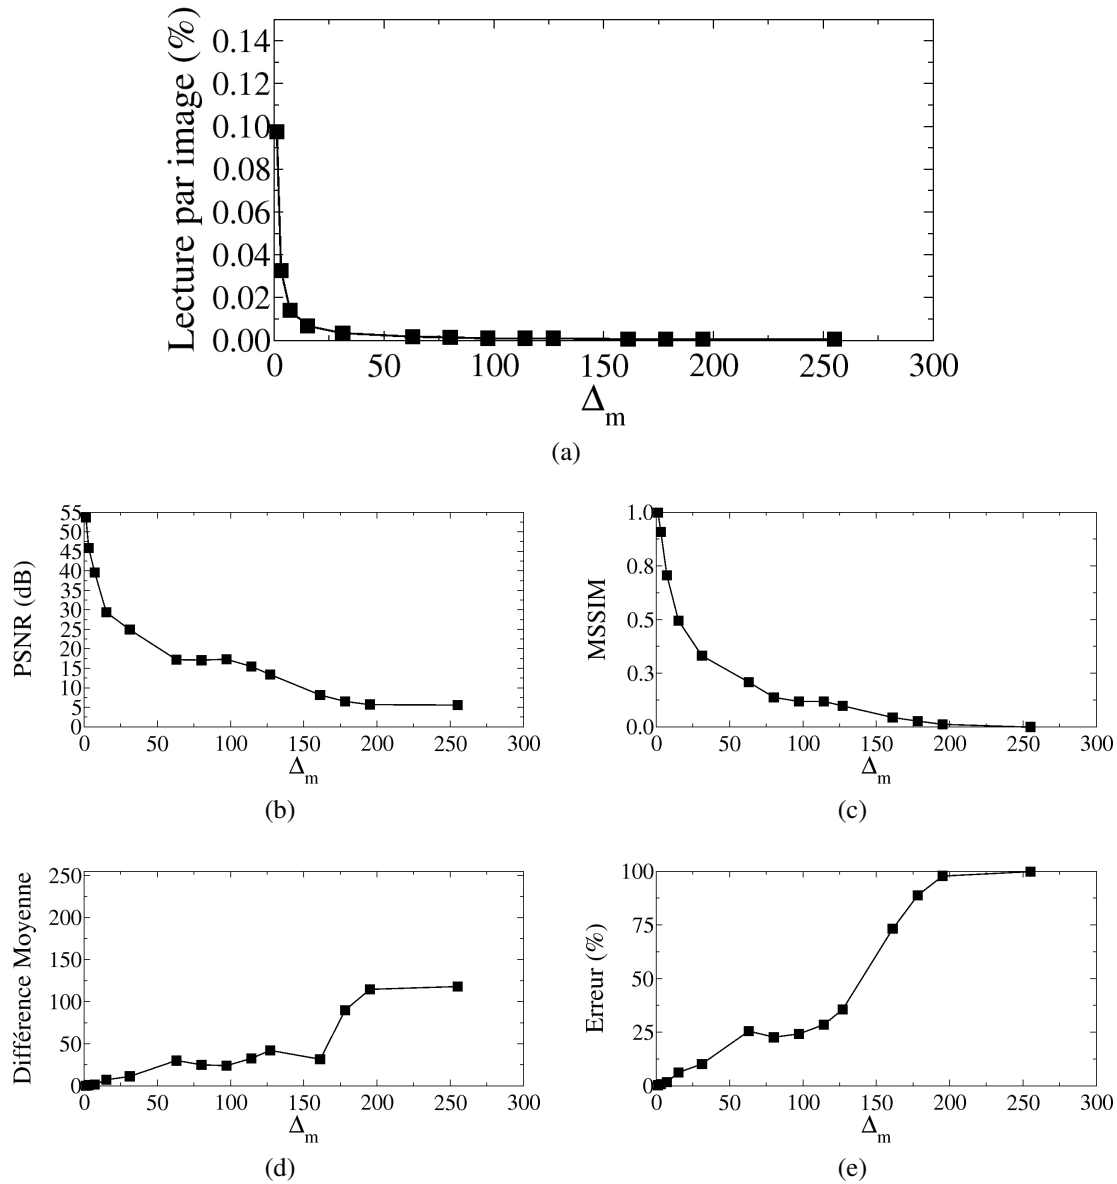 0.14
0.12
0.10
0.08
0.06
0.04
0.02
0.00
Lecture par image (%)
0 50 100 150 200 250 300
Δm
(a)
55
50
45
40
35
30
25
20
15
10
5
0
PSNR (dB)
0 50 100 150 200 250 300
Δm
(b)
1.0
0.8
0.5
0.3
0.0
MSSIM
0 50 100 150 200 250 300
Δm
(c)
250
200
150
100
50
0
Différence Moyenne
0 50 100 150 200 250 300
Δm
(d)
100
75
50
25
0
Erreur (%)
0 50 100 150 200 250 300
Δm
(e)